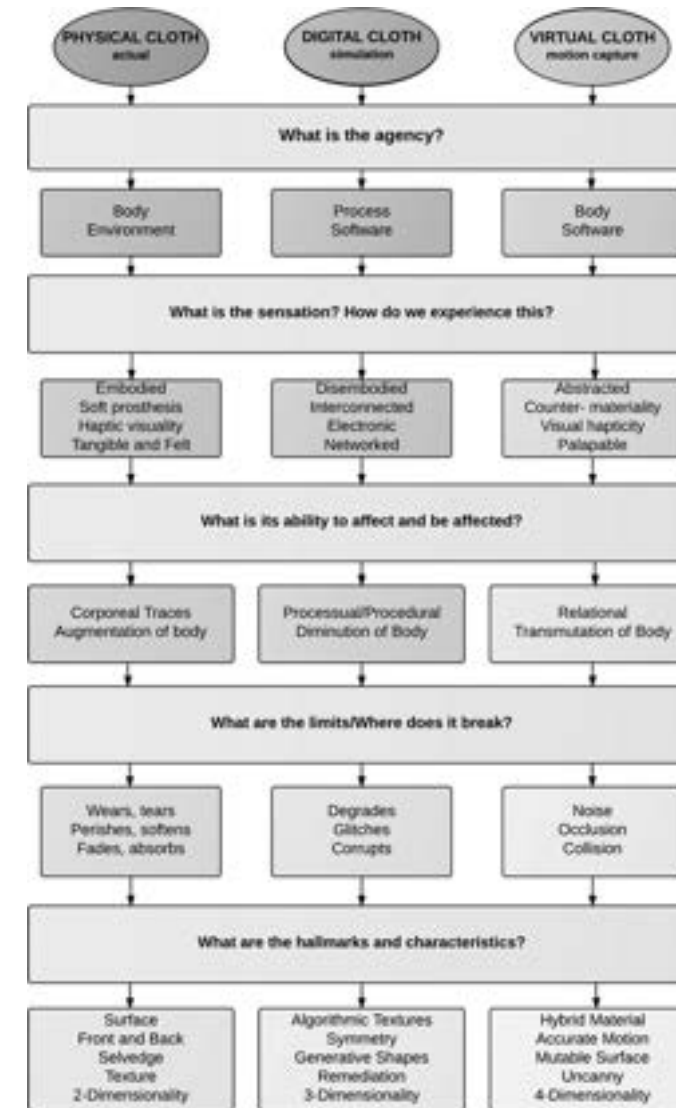 PHYSICAL CLOTH
actual
DIGITAL CLOTH
simulation
VIRTUAL CLOTH
motion capture
What is the agency?
Body
Environment
Process
Software
Body
Software
What is the sensation? How do we experience this?
Embodied
Soft prosthesis
Haptic visuality
Tangible and Felt
Disembodied
Interconnected
Electronic
Networked
Abstracted
Counter- materiality
Visual hapticity
Palapable
What is its ability to affect and be affected?
Corporeal Traces
Augmentation of body
Processual/Procedural
Diminution of Body
Relational
Transmutation of Body
What are the limits/Where does it break?
Wears, tears
Perishes, softens
Fades, absorbs
Degrades
Glitches
Corrupts
Noise
Occlusion
Collision
What are the hallmarks and characteristics?
Surface
Front and Back
Selvedge
Texture
2-Dimensionality
Algorithmic Textures
Symmetry
Generative Shapes
Remediation
3-Dimensionality
Hybrid Material
Accurate Motion
Mutable Surface
Uncanny
4-Dimensionality